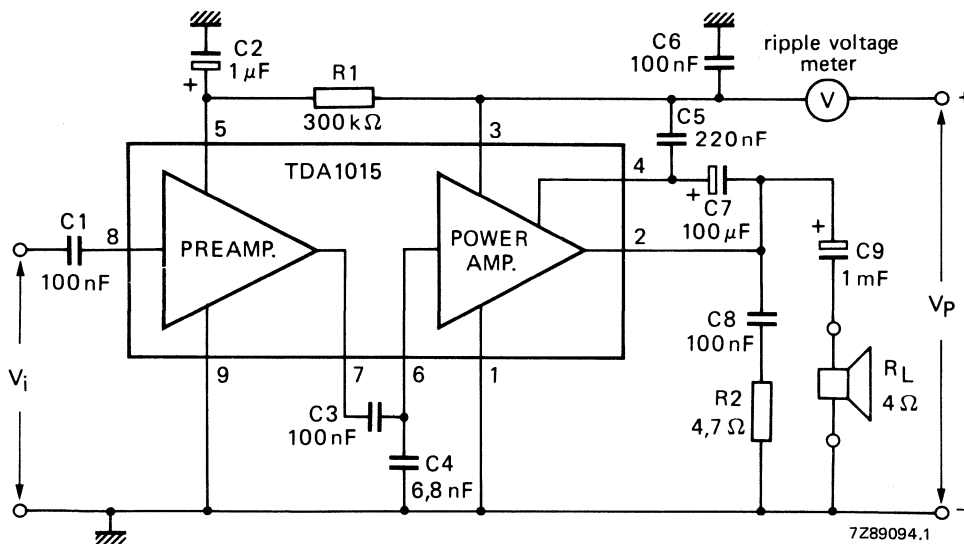 C2
1 μF
+
R1
300 kΩ
C6
100 nF
ripple voltage
meter
V
+
5
3
C5
220 nF
TDA1015
4
+
C7
100 μF
C1
100 nF
8
PREAMP.
POWER
AMP.
2
+
C9
1 mF
Vi
VP
C8
100 nF
9
7
6
1
C3
100 nF
R2
4,7 Ω
RL
4 Ω
C4
6,8 nF
–
7Z89094.1